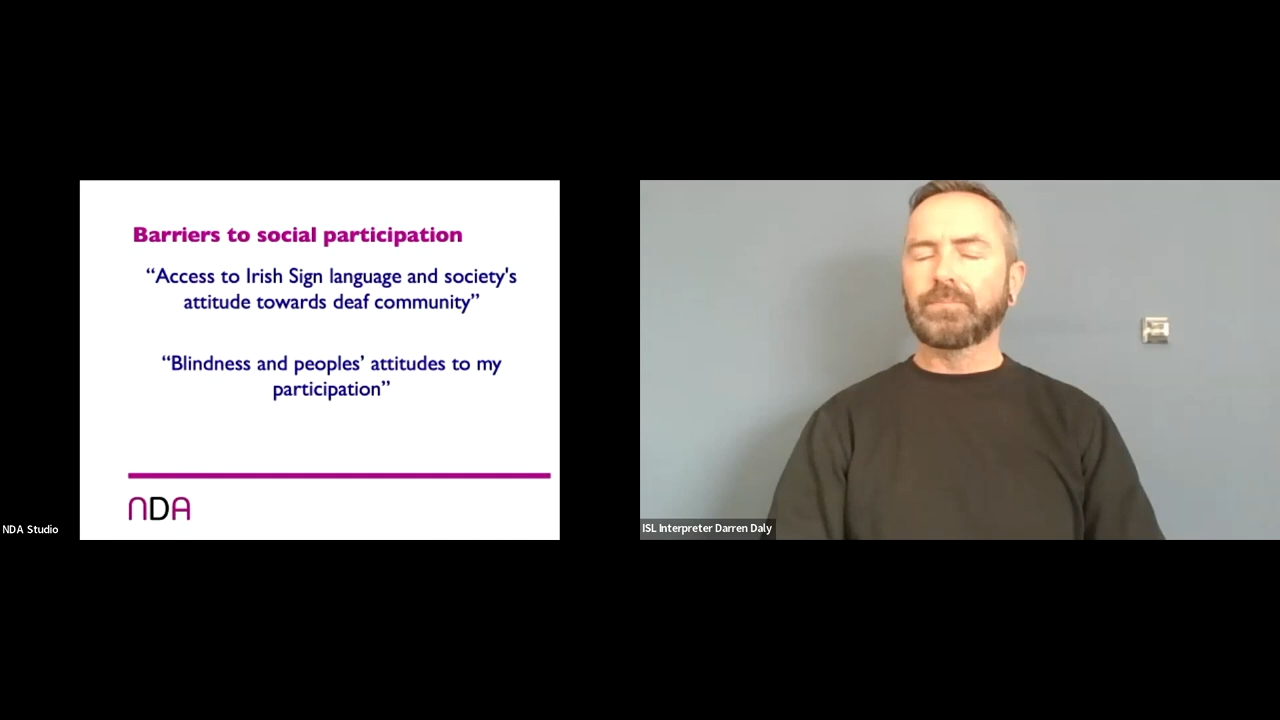 Barriers to social participation
“Access to Irish Sign language and society's
attitude towards deaf community”
“Blindness and peoples’ attitudes to my
participation”
NDA
NDA Studio
ISL Interpreter Darren Daly